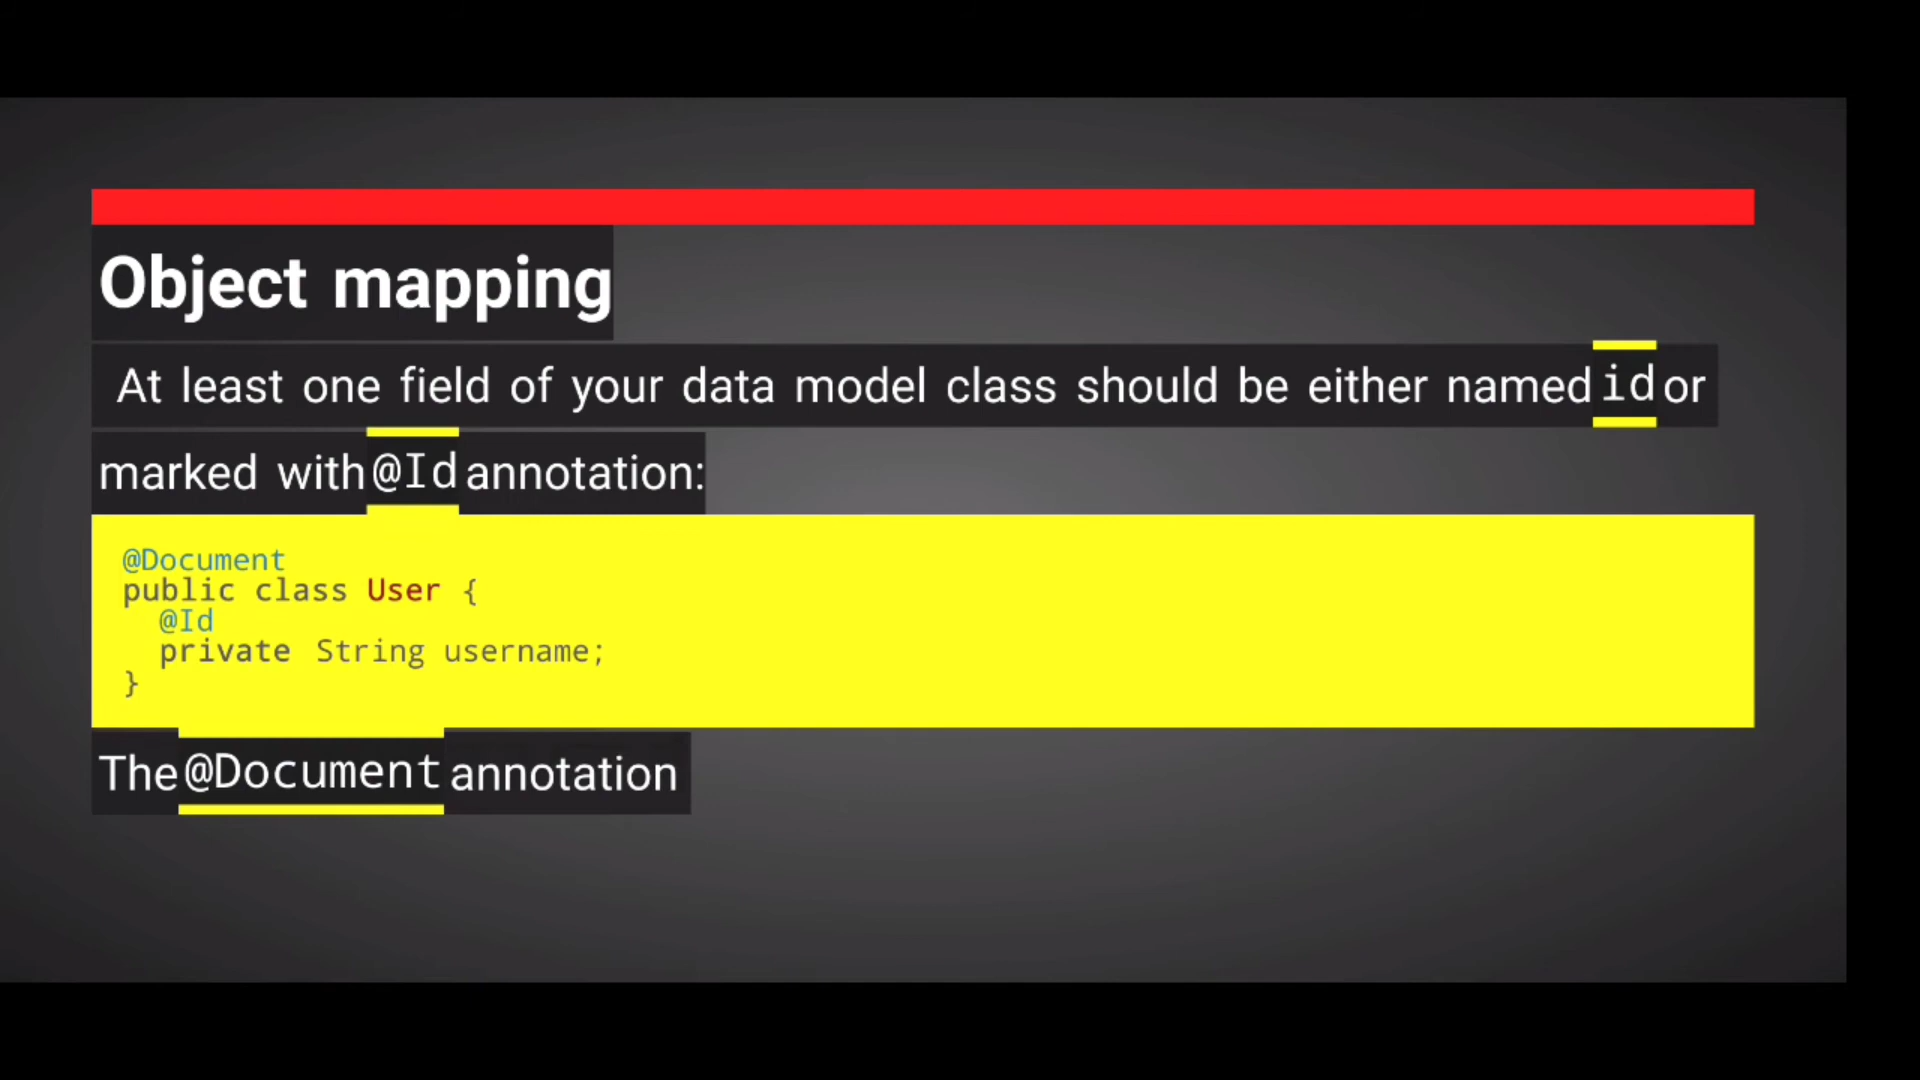 Object mapping
At least one field of your data model class should be either named id or
marked with @Id annotation:
@Document
public class User {
@Id
private String username;
}
The @Document annotation